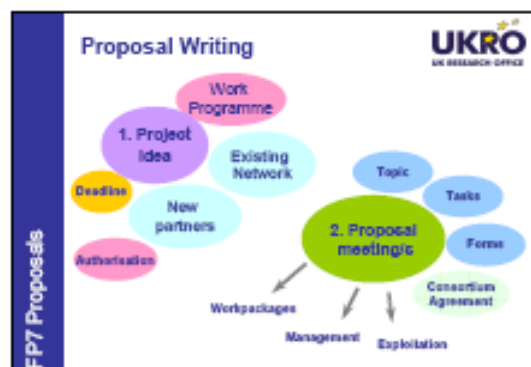 Proposal Writing
UKRO
UK RESEARCH OFFICE
Work
Programme
1. Project
Idea
Existing
Network
Deadline
New
partners
Authorisation
Topic
Tasks
2. Proposal
meeting/s
Forms
Consortium
Agreement
Workpackages
Management
Exploitation
FP7 Proposals